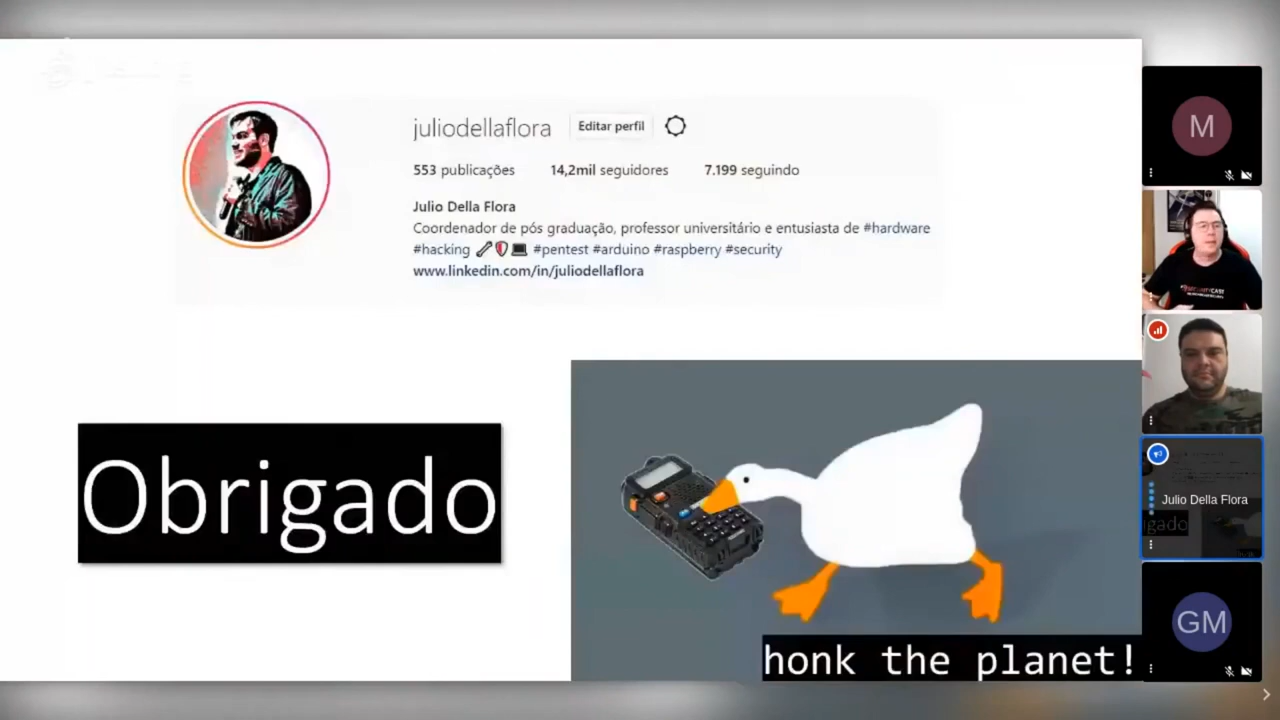 juliodellaflora Editar perfil
553 publicações 14,2mil seguidores 7.199 seguindo
Julio Della Flora
Coordenador de pós graduação, professor universitário e entusiasta de #hardware
#hacking #pentest #arduino #raspberry #security
www.linkedin.com/in/juliodellaflora
Obrigado
honk the planet!
M
Julio Della Flora
GM